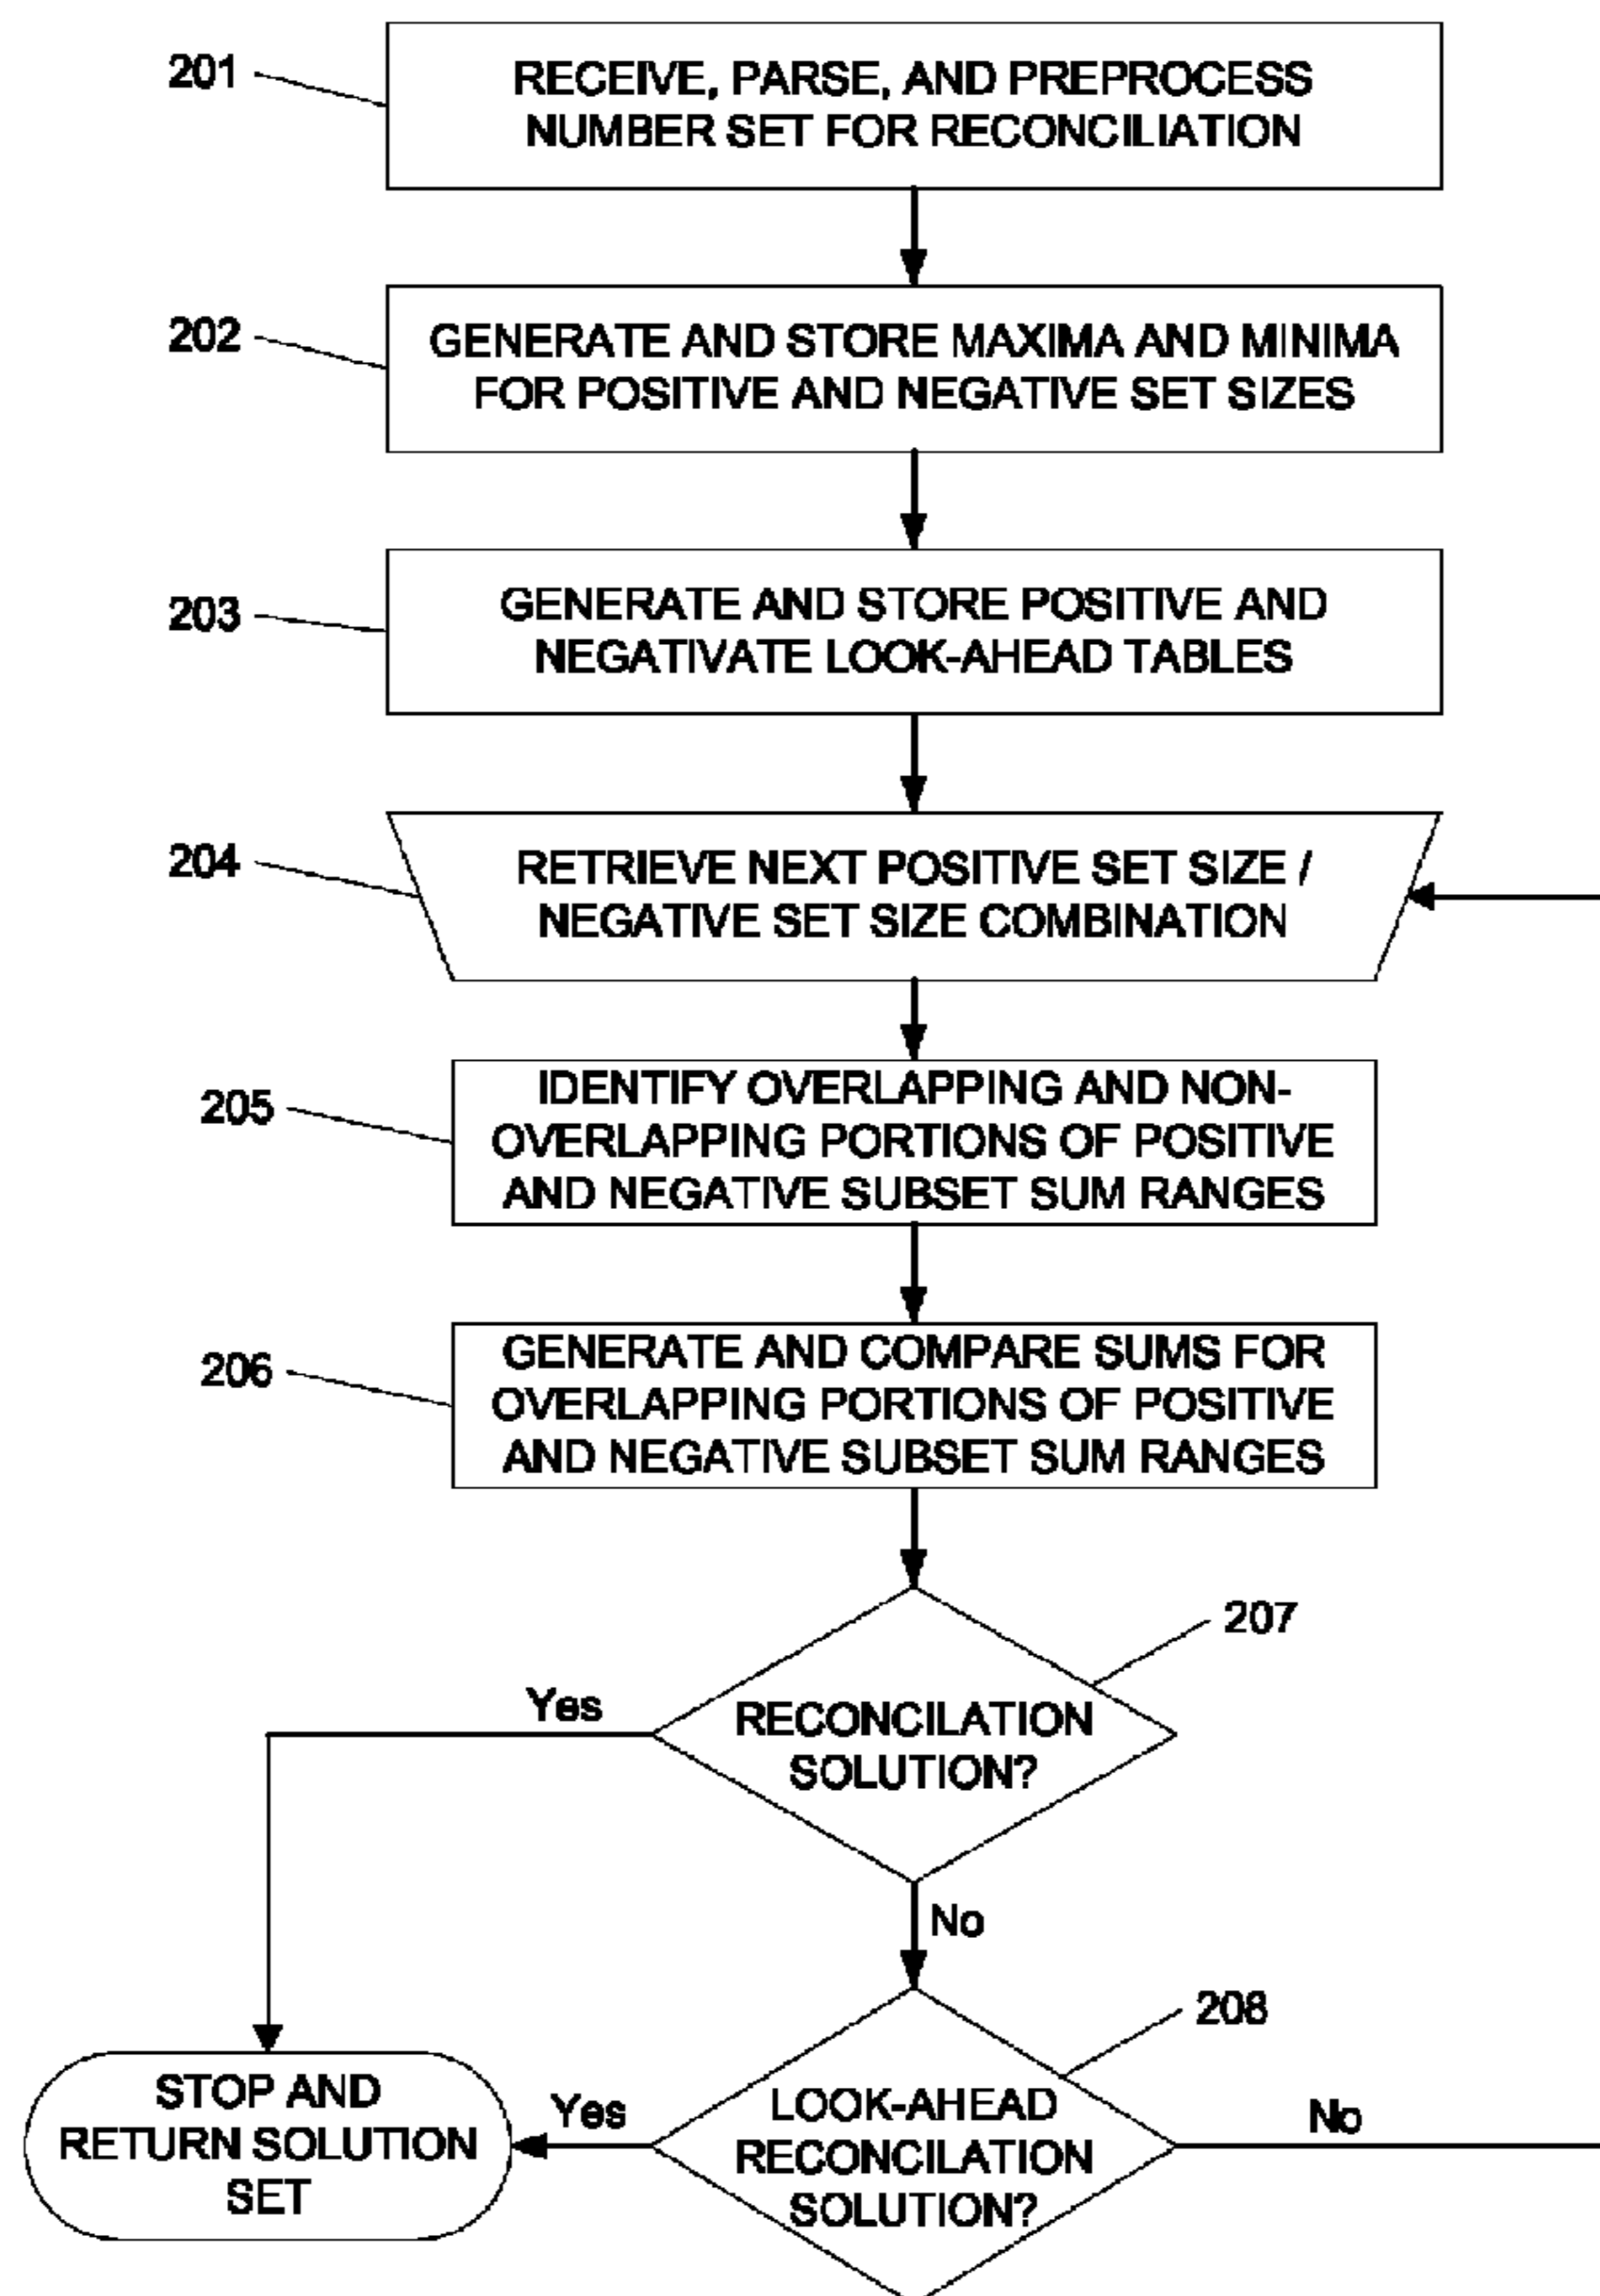 201
RECEIVE, PARSE, AND PREPROCESS
NUMBER SET FOR RECONCILIATION
202
GENERATE AND STORE MAXIMA AND MINIMA
FOR POSITIVE AND NEGATIVE SET SIZES
203
GENERATE AND STORE POSITIVE AND
NEGATIVATE LOOK-AHEAD TABLES
204
RETRIEVE NEXT POSITIVE SET SIZE /
NEGATIVE SET SIZE COMBINATION
205
IDENTIFY OVERLAPPING AND NON-
OVERLAPPING PORTIONS OF POSITIVE
AND NEGATIVE SUBSET SUM RANGES
206
GENERATE AND COMPARE SUMS FOR
OVERLAPPING PORTIONS OF POSITIVE
AND NEGATIVE SUBSET SUM RANGES
207
Yes
RECONCILATION
SOLUTION?
No
208
STOP AND
RETURN SOLUTION
SET
Yes
LOOK-AHEAD
RECONCILATION
SOLUTION?
No